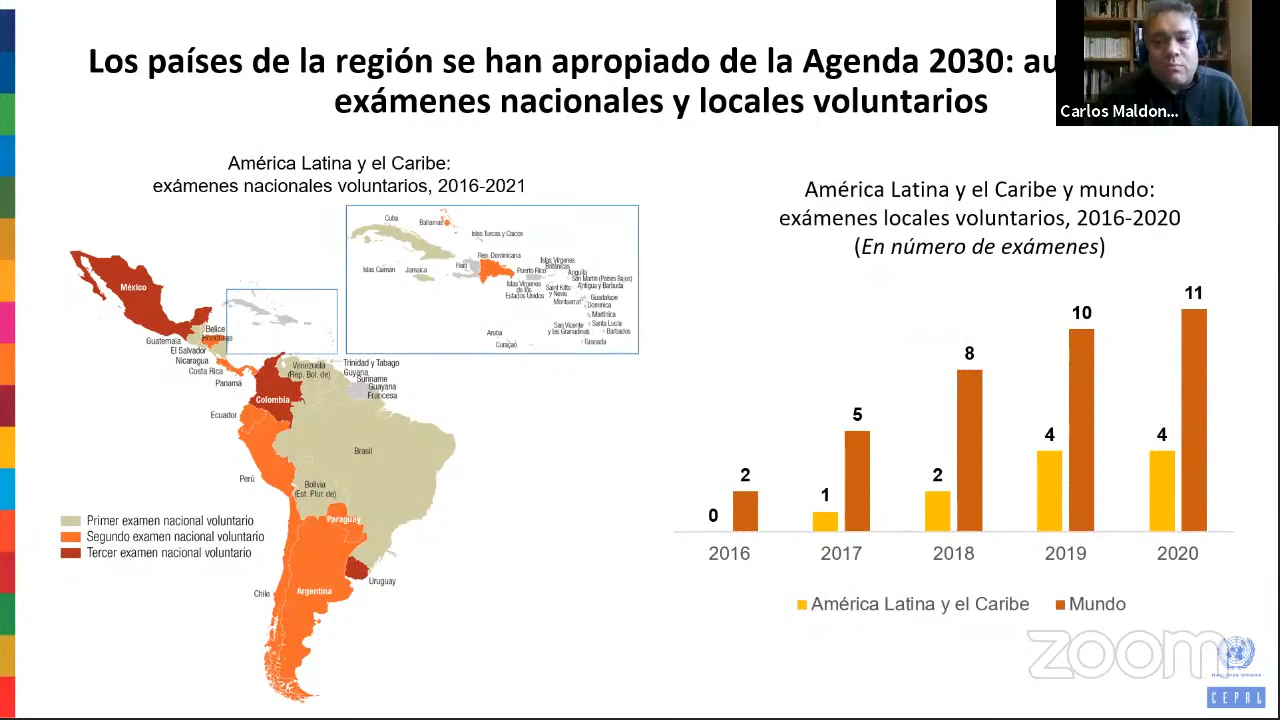 Los países de la región se han apropiado de la Agenda 2030: au
exámenes nacionales y locales voluntarios
Carlos Maldon...
América Latina y el Caribe:
exámenes nacionales voluntarios, 2016-2021
Cuba
Bahamas
Islas Turcas y Caicos
Rep. Dominicana
Haití
Islas Caimán
Jamaica
Puerto Rico
Islas Vírgenes
Británicas
Anguila
San Martín (Países Bajos)
Antigua y Barbuda
Islas Vírgenes
de los
Estados Unidos
Saint Kitts
y Nevis
Montserrat
Guadalupe
Dominica
Martinica
Santa Lucía
Barbados
San Vicente
y las Granadinas
Granada
Aruba
Curaçao
México
Belice
Honduras
Guatemala
El Salvador
Nicaragua
Costa Rica
Panamá
Venezuela
(Rep. Bol. de)
Trinidad y Tabago
Guyana
Suriname
Guayana
Francesa
Colombia
Ecuador
Brasil
Perú
Bolivia
(Est. Plur. de)
Paraguay
Uruguay
Chile
Argentina
Primer examen nacional voluntario
Segundo examen nacional voluntario
Tercer examen nacional voluntario
América Latina y el Caribe y mundo:
exámenes locales voluntarios, 2016-2020
(En número de exámenes)
0 2 1 5 2 8 4 10 4 11
2016 2017 2018 2019 2020
América Latina y el Caribe Mundo
zoom
NACIONES UNIDAS
CEPAL